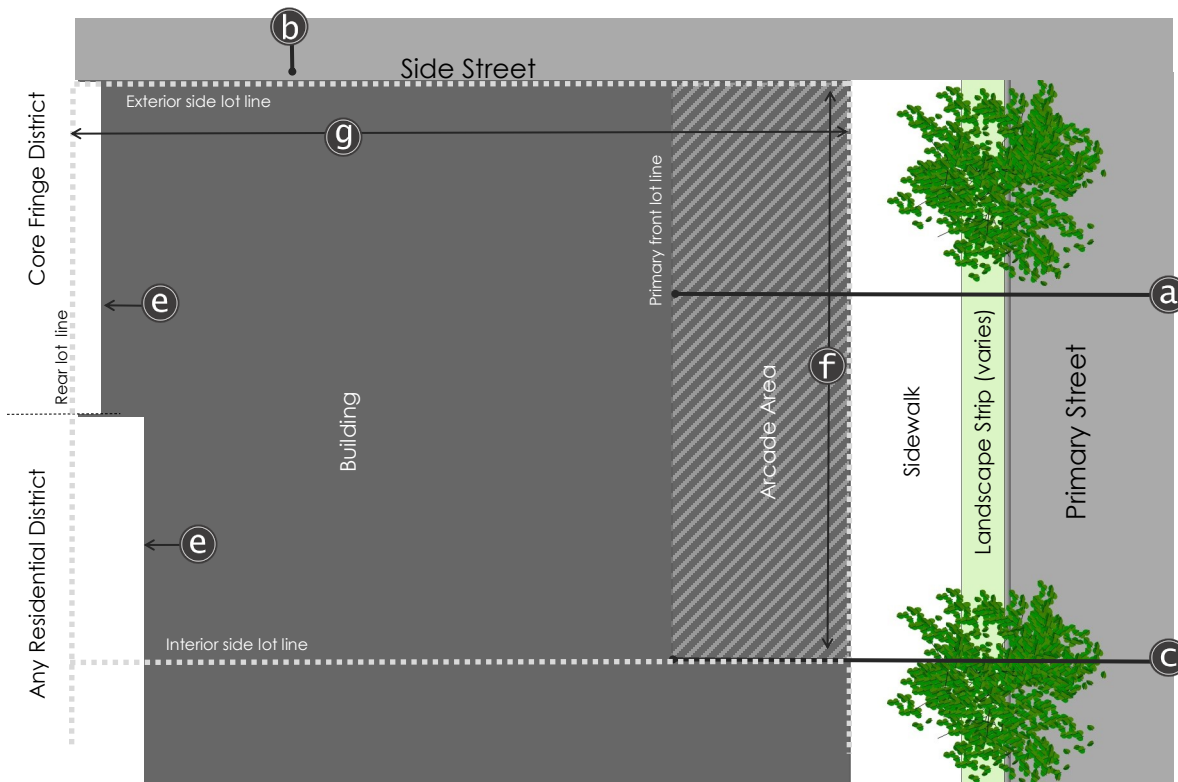 b
Side Street
Exterior side lot line
g
Core Fringe District
Primary front lot line
e
a
Rear lot line
f
Building
Arcade Area
Sidewalk
Landscape Strip (varies)
Primary Street
Any Residential District
e
Interior side lot line
c